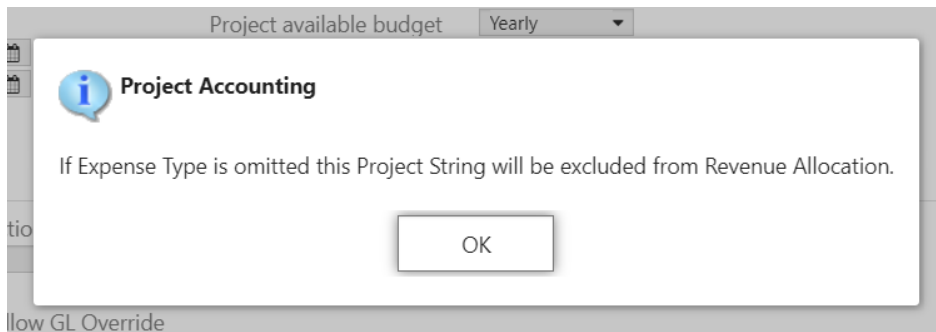 Project available budget Yearly
Project Accounting
If Expense Type is omitted this Project String will be excluded from Revenue Allocation.
OK
GL Override